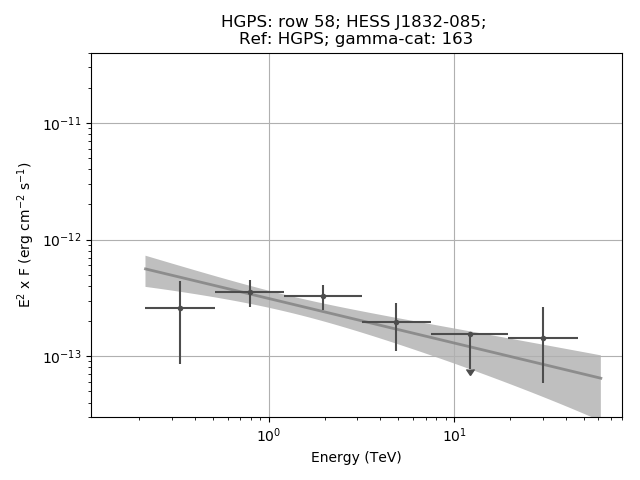 HGPS: row 58; HESS J1832-085;
Ref: HGPS; gamma-cat: 163
10⁻¹¹
10⁻¹²
10⁻¹³
E² x F (erg cm⁻² s⁻¹)
10⁰ 10¹
Energy (TeV)